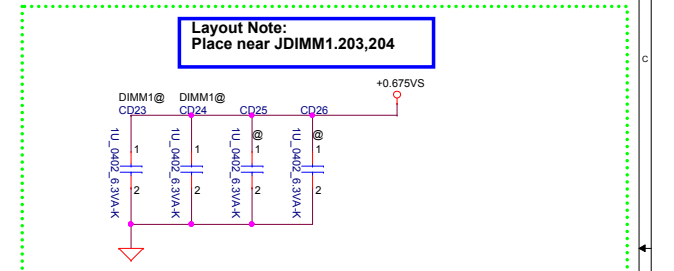 Layout Note:
Place near JDIMM1.203,204
+0.675VS
C
DIMM1@ DIMM1@
CD23 CD24 CD25 CD26
1U_0402_6.3VA-K
1U_0402_6.3VA-K
1U_0402_6.3VA-K
1U_0402_6.3VA-K
@ @
1 1 1 1
2 2 2 2